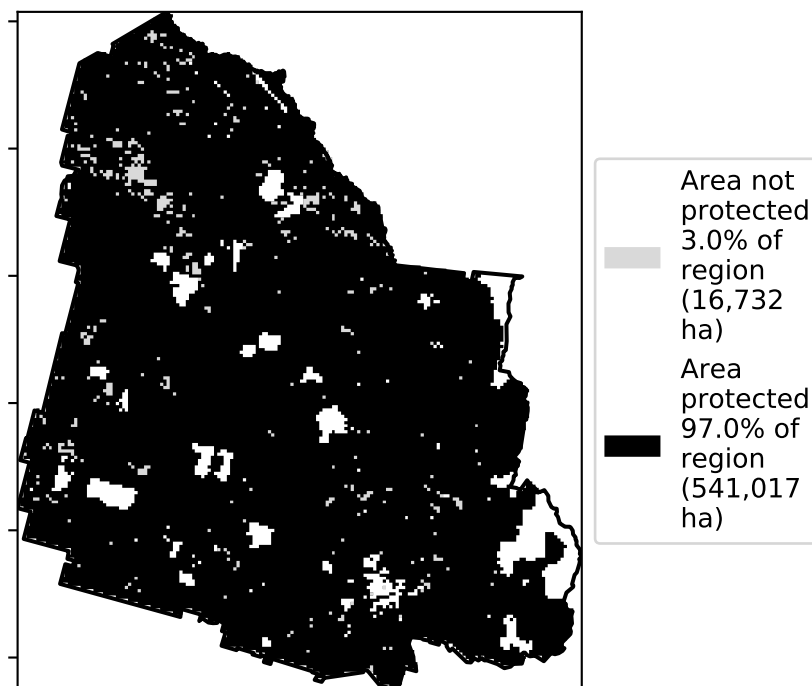 Area not
protected
3.0% of
region
(16,732
ha)
Area
protected
97.0% of
region
(541,017
ha)